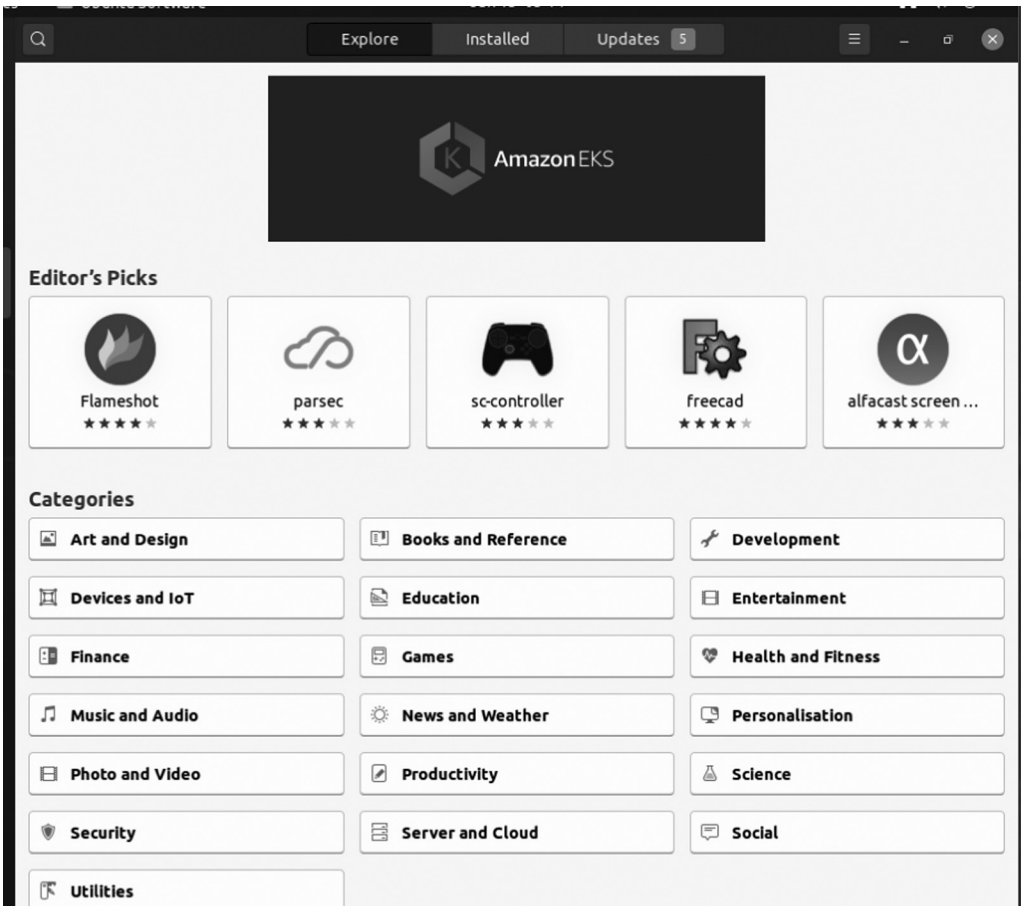 Explore Installed Updates 5
K Amazon EKS
Editor's Picks
Flameshot parsec sc-controller freecad alfacast screen ...
α
Categories
Art and Design Books and Reference Development
Devices and IoT Education Entertainment
Finance Games Health and Fitness
Music and Audio News and Weather Personalisation
Photo and Video Productivity Science
Security Server and Cloud Social
Utilities